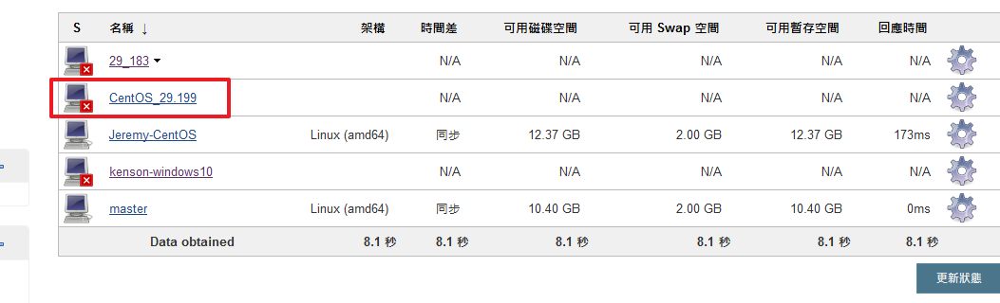 S 名稱 ↓ 架構 時間差 可用磁碟空間 可用 Swap 空間 可用暫存空間 回應時間
29_183 N/A N/A N/A N/A N/A
CentOS_29.199 N/A N/A N/A N/A N/A
Jeremy-CentOS Linux (amd64) 同步 12.37 GB 2.00 GB 12.37 GB 173ms
kenson-windows10 N/A N/A N/A N/A N/A
master Linux (amd64) 同步 10.40 GB 2.00 GB 10.40 GB 0ms
Data obtained 8.1 秒 8.1 秒 8.1 秒 8.1 秒 8.1 秒 8.1 秒
更新狀態